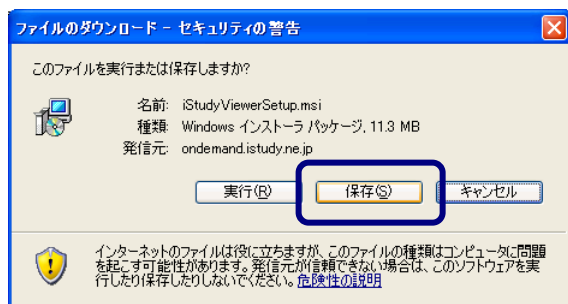 ファイルのダウンロード - セキュリティの警告
このファイルを実行または保存しますか?
名前: iStudyViewerSetup.msi
種類: Windows インストーラ パッケージ, 11.3 MB
発信元: ondemand.istudy.ne.jp
実行(R) 保存(S) キャンセル
インターネットのファイルは役に立ちますが、このファイルの種類はコンピュータに問題
を起こす可能性があります。発信元が信頼できない場合は、このソフトウェアを実
行したり保存したりしないでください。危険性の説明